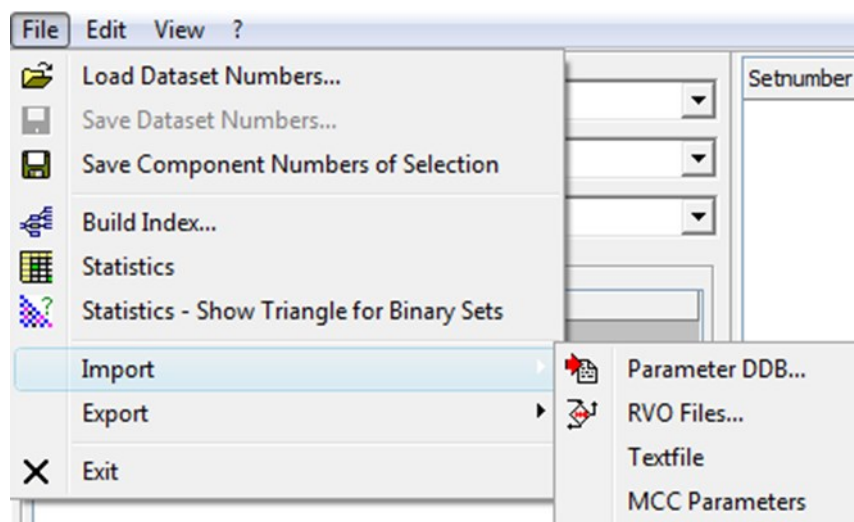 File Edit View ?
Load Dataset Numbers...
Setnumber
Save Dataset Numbers...
Save Component Numbers of Selection
Build Index...
Statistics
Statistics - Show Triangle for Binary Sets
Import
Parameter DDB...
Export
RVO Files...
Textfile
Exit
MCC Parameters